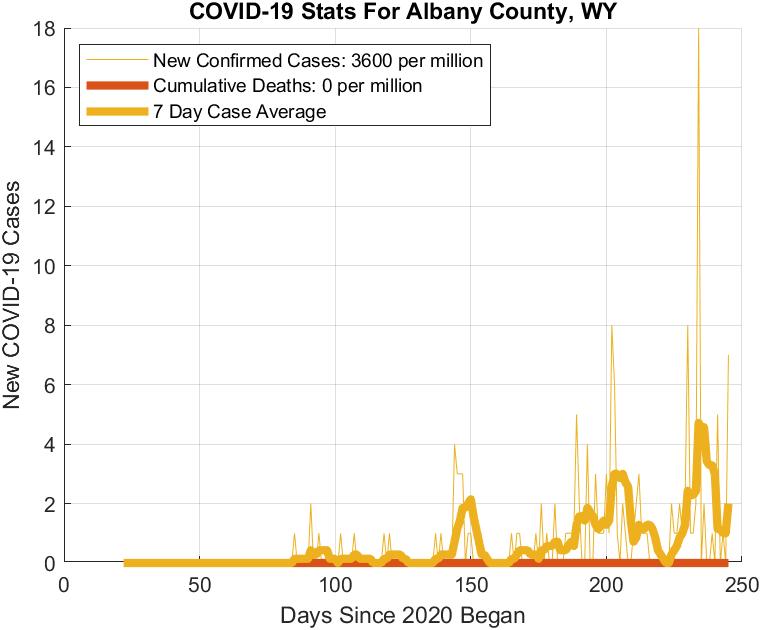 COVID-19 Stats For Albany County, WY
New Confirmed Cases: 3600 per million
Cumulative Deaths: 0 per million
7 Day Case Average
New COVID-19 Cases
18
16
14
12
10
8
6
4
2
0
0 50 100 150 200 250
Days Since 2020 Began